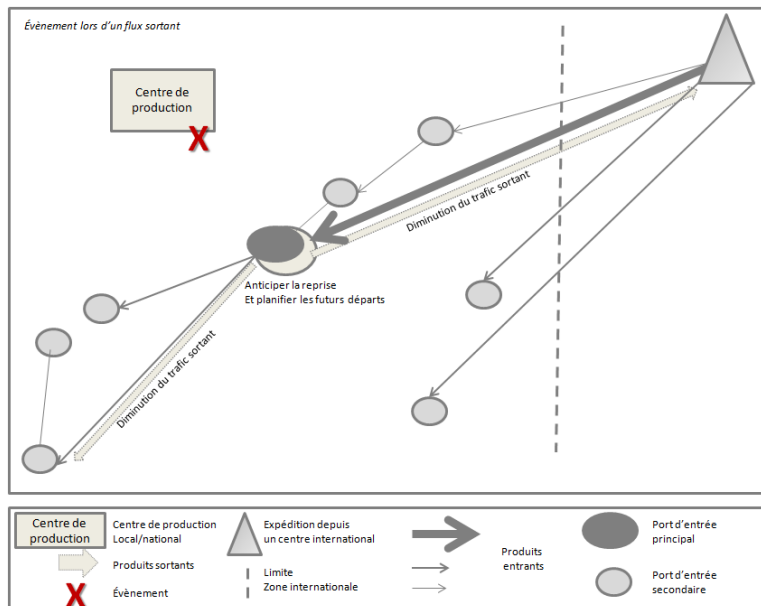 Évènement lors d'un flux sortant
Centre de
production
X
Diminution du trafic sortant
Anticiper la reprise
Et planifier les futurs départs
Diminution du trafic sortant
Centre de
production
Centre de production
Local/national
Expédition depuis
un centre international
Port d'entrée
principal
Produits sortants
Produits
entrants
X
Évènement
Limite
Zone internationale
Port d'entrée
secondaire